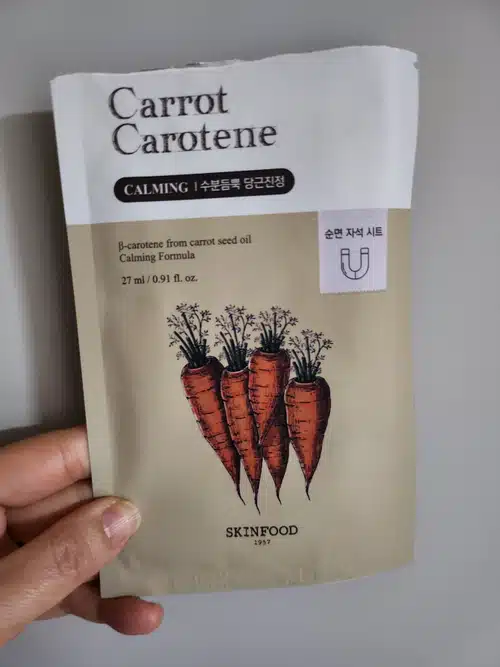 Carrot
Carotene
CALMING | 수분듬뿍 당근진정
순면 자석 시트
β-carotene from carrot seed oil
Calming Formula
27 ml / 0.91 fl. oz.
SKINFOOD
1957